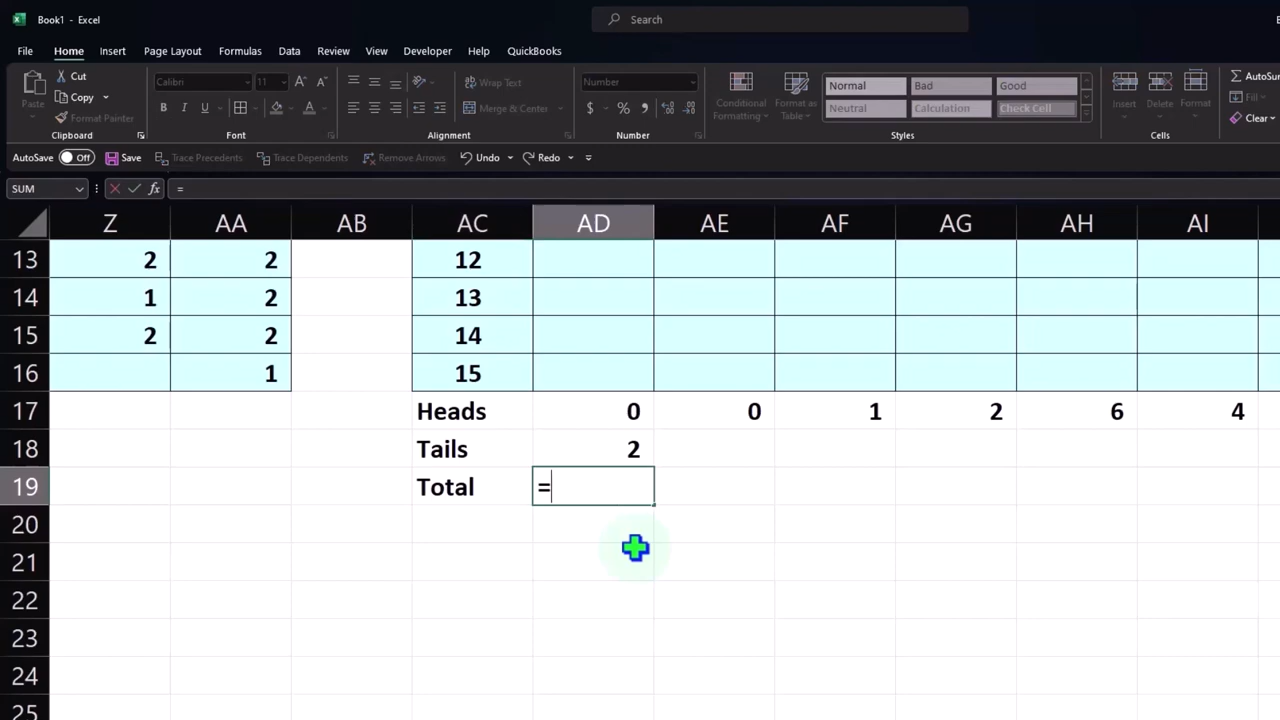 Book1 - Excel
Search
File Home Insert Page Layout Formulas Data Review View Developer Help QuickBooks
Cut
Copy
Format Painter
Paste
Clipboard
Calibri 11
Font
Wrap Text
Merge & Center
Alignment
Number
Number
Conditional Formatting
Format as Table
Normal Bad Good
Neutral Calculation Check Cell
Styles
Insert Delete Format
Cells
AutoSu
Fill
Clear
AutoSave Off Save Trace Precedents Trace Dependents Remove Arrows Undo Redo
SUM fx =
Z AA AB AC AD AE AF AG AH AI
13 2 2 12
14 1 2 13
15 2 2 14
16 1 15
17 Heads 0 0 1 2 6 4
18 Tails 2
19 Total =
20
21
22
23
24
25